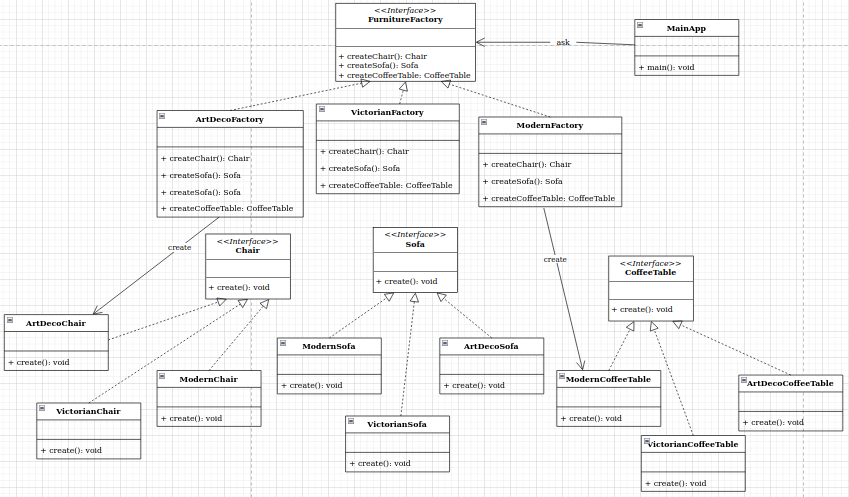 <<Interface>>
FurnitureFactory
+ createChair(): Chair
+ createSofa(): Sofa
+ createCoffeeTable: CoffeeTable
ask
MainApp
+ main(): void
ArtDecoFactory
+ createChair(): Chair
+ createSofa(): Sofa
+ createSofa(): Sofa
+ createCoffeeTable: CoffeeTable
VictorianFactory
+ createChair(): Chair
+ createSofa(): Sofa
+ createCoffeeTable: CoffeeTable
ModernFactory
+ createChair(): Chair
+ createSofa(): Sofa
+ createCoffeeTable: CoffeeTable
create
<<Interface>>
Chair
+ create(): void
<<Interface>>
Sofa
+ create(): void
create
<<Interface>>
CoffeeTable
+ create(): void
ArtDecoChair
+ create(): void
VictorianChair
+ create(): void
ModernChair
+ create(): void
ModernSofa
+ create(): void
VictorianSofa
+ create(): void
ArtDecoSofa
+ create(): void
ModernCoffeeTable
+ create(): void
VictorianCoffeeTable
+ create(): void
ArtDecoCoffeeTable
+ create(): void